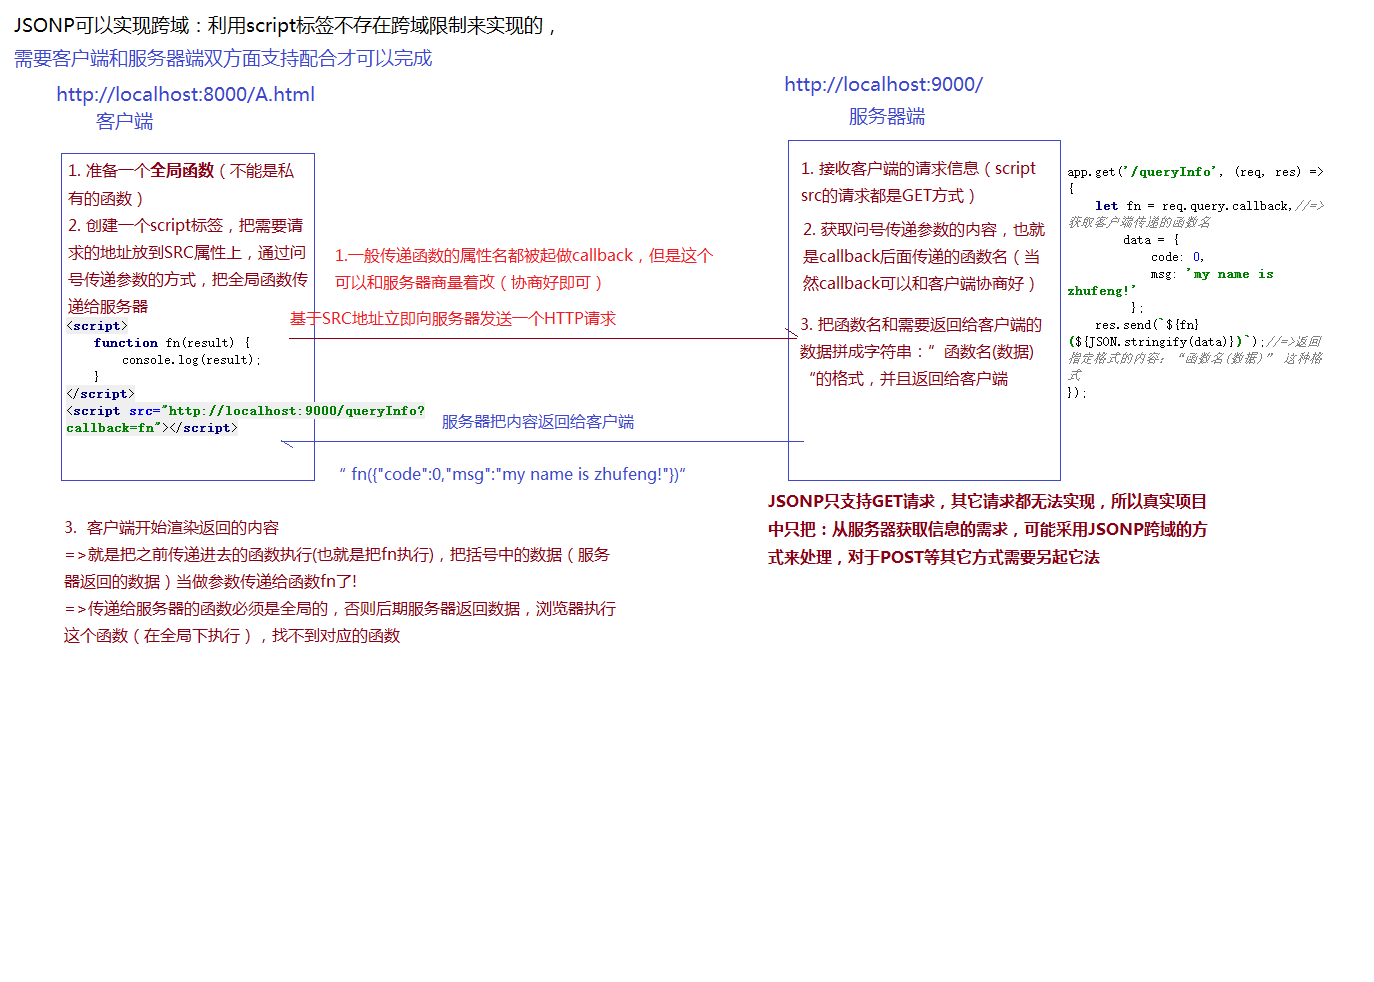 JSONP可以实现跨域：利用script标签不存在跨域限制来实现的，
需要客户端和服务器端双方面支持配合才可以完成
http://localhost:8000/A.html
客户端
1. 准备一个全局函数（不能是私
有的函数）
2. 创建一个script标签，把需要请
求的地址放到SRC属性上，通过问
号传递参数的方式，把全局函数传
递给服务器
<script>
function fn(result) {
console.log(result);
}
</script>
<script src="http://localhost:9000/queryInfo?
callback=fn"></script>
1.一般传递函数的属性名都被起做callback，但是这个
可以和服务器商量着改（协商好即可）
基于SRC地址立即向服务器发送一个HTTP请求
服务器把内容返回给客户端
“ fn({"code":0,"msg":"my name is zhufeng!"})“
http://localhost:9000/
服务器端
1. 接收客户端的请求信息（script
src的请求都是GET方式）
2. 获取问号传递参数的内容，也就
是callback后面传递的函数名（当
然callback可以和客户端协商好）
3. 把函数名和需要返回给客户端的
数据拼成字符串：”函数名(数据)
“的格式，并且返回给客户端
app.get('/queryInfo', (req, res) =>
{
let fn = req.query.callback,//=>
获取客户端传递的函数名
data = {
code: 0,
msg: 'my name is
zhufeng!'
};
res.send(`${fn}
(${JSON.stringify(data)})`);//=>返回
指定格式的内容：“函数名(数据)” 这种格
式
});
JSONP只支持GET请求，其它请求都无法实现，所以真实项目
中只把：从服务器获取信息的需求，可能采用JSONP跨域的方
式来处理，对于POST等其它方式需要另起它法
3. 客户端开始渲染返回的内容
=>就是把之前传递进去的函数执行(也就是把fn执行)，把括号中的数据（服务
器返回的数据）当做参数传递给函数fn了!
=>传递给服务器的函数必须是全局的，否则后期服务器返回数据，浏览器执行
这个函数（在全局下执行），找不到对应的函数